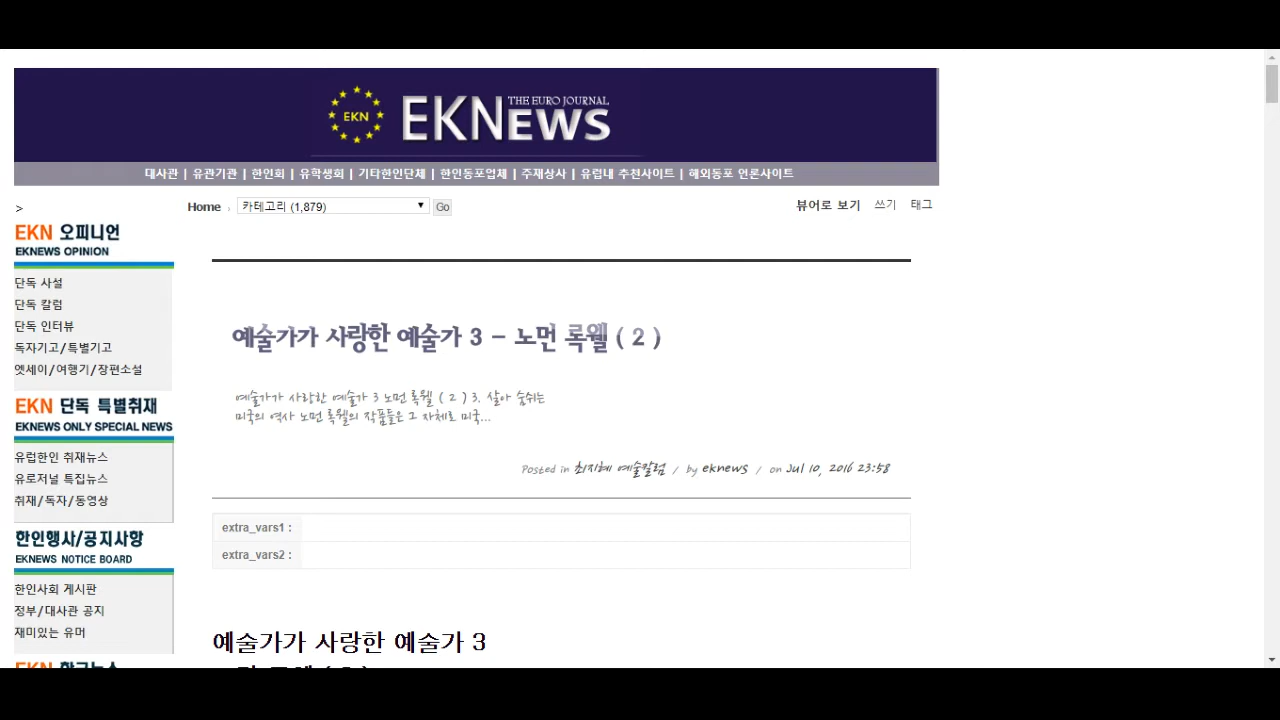 EKN
THE EURO JOURNAL
EKNEWS
대사관 | 유관기관 | 한인회 | 유학생회 | 기타한인단체 | 한인동포업체 | 주재상사 | 유럽내 추천사이트 | 해외동포 언론사이트
Home › 카테고리 (1,879) Go
뷰어로 보기 쓰기 태그
>
EKN 오피니언
EKNEWS OPINION
단독 사설
단독 칼럼
단독 인터뷰
독자기고/특별기고
엣세이/여행기/장편소설
EKN 단독 특별취재
EKNEWS ONLY SPECIAL NEWS
유럽한인 취재뉴스
유로저널 특집뉴스
취재/독자/동영상
한인행사/공지사항
EKNEWS NOTICE BOARD
한인사회 게시판
정부/대사관 공지
재미있는 유머
예술가가 사랑한 예술가 3 – 노먼 록웰 ( 2 )
예술가가 사랑한 예술가 3 노먼 록웰 ( 2 ) 3. 살아 숨쉬는
미국의 역사 노먼 록웰의 작품들은 그 자체로 미국...
Posted in 최지혜 예술칼럼 / by eknews / on Jul 10, 2016 23:58
extra_vars1 :
extra_vars2 :
예술가가 사랑한 예술가 3